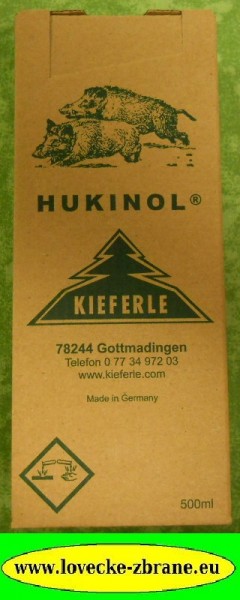 HUKINOL®
KIEFERLE
78244 Gottmadingen
Telefon 0 77 34 972 03
www.kieferle.com
Made in Germany
500ml
www.lovecke-zbrane.eu